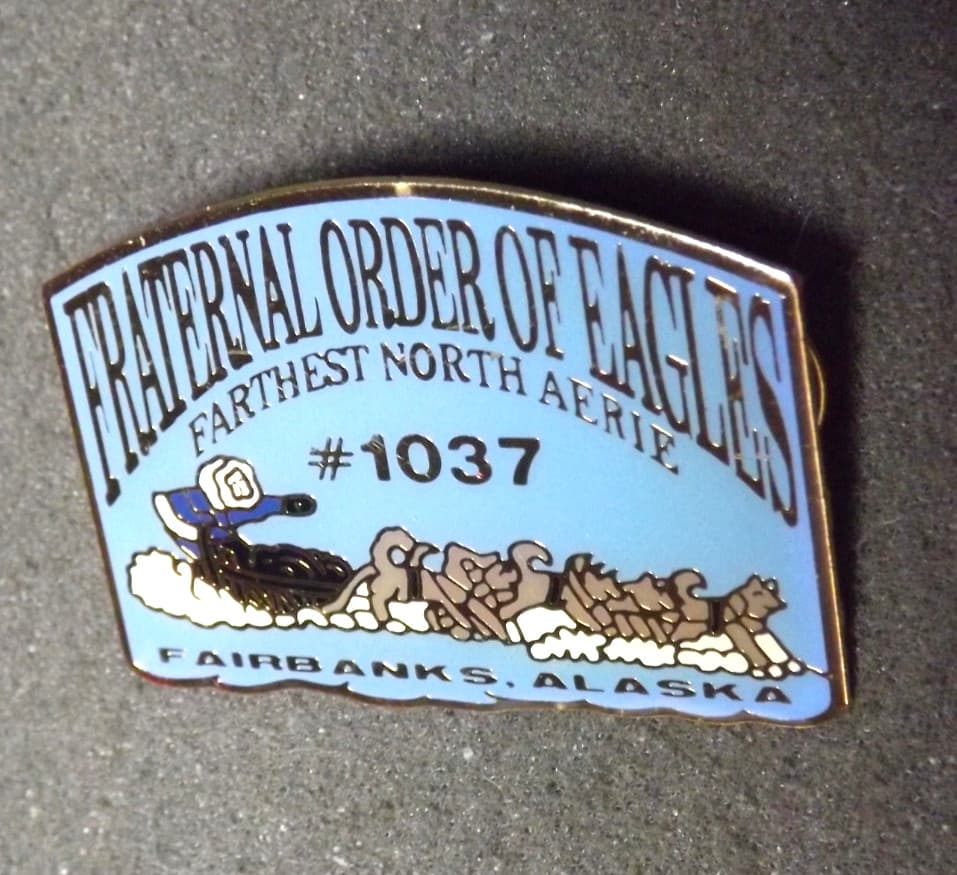 FRATERNAL ORDER OF EAGLES
FARTHEST NORTH AERIE
#1037
FAIRBANKS, ALASKA